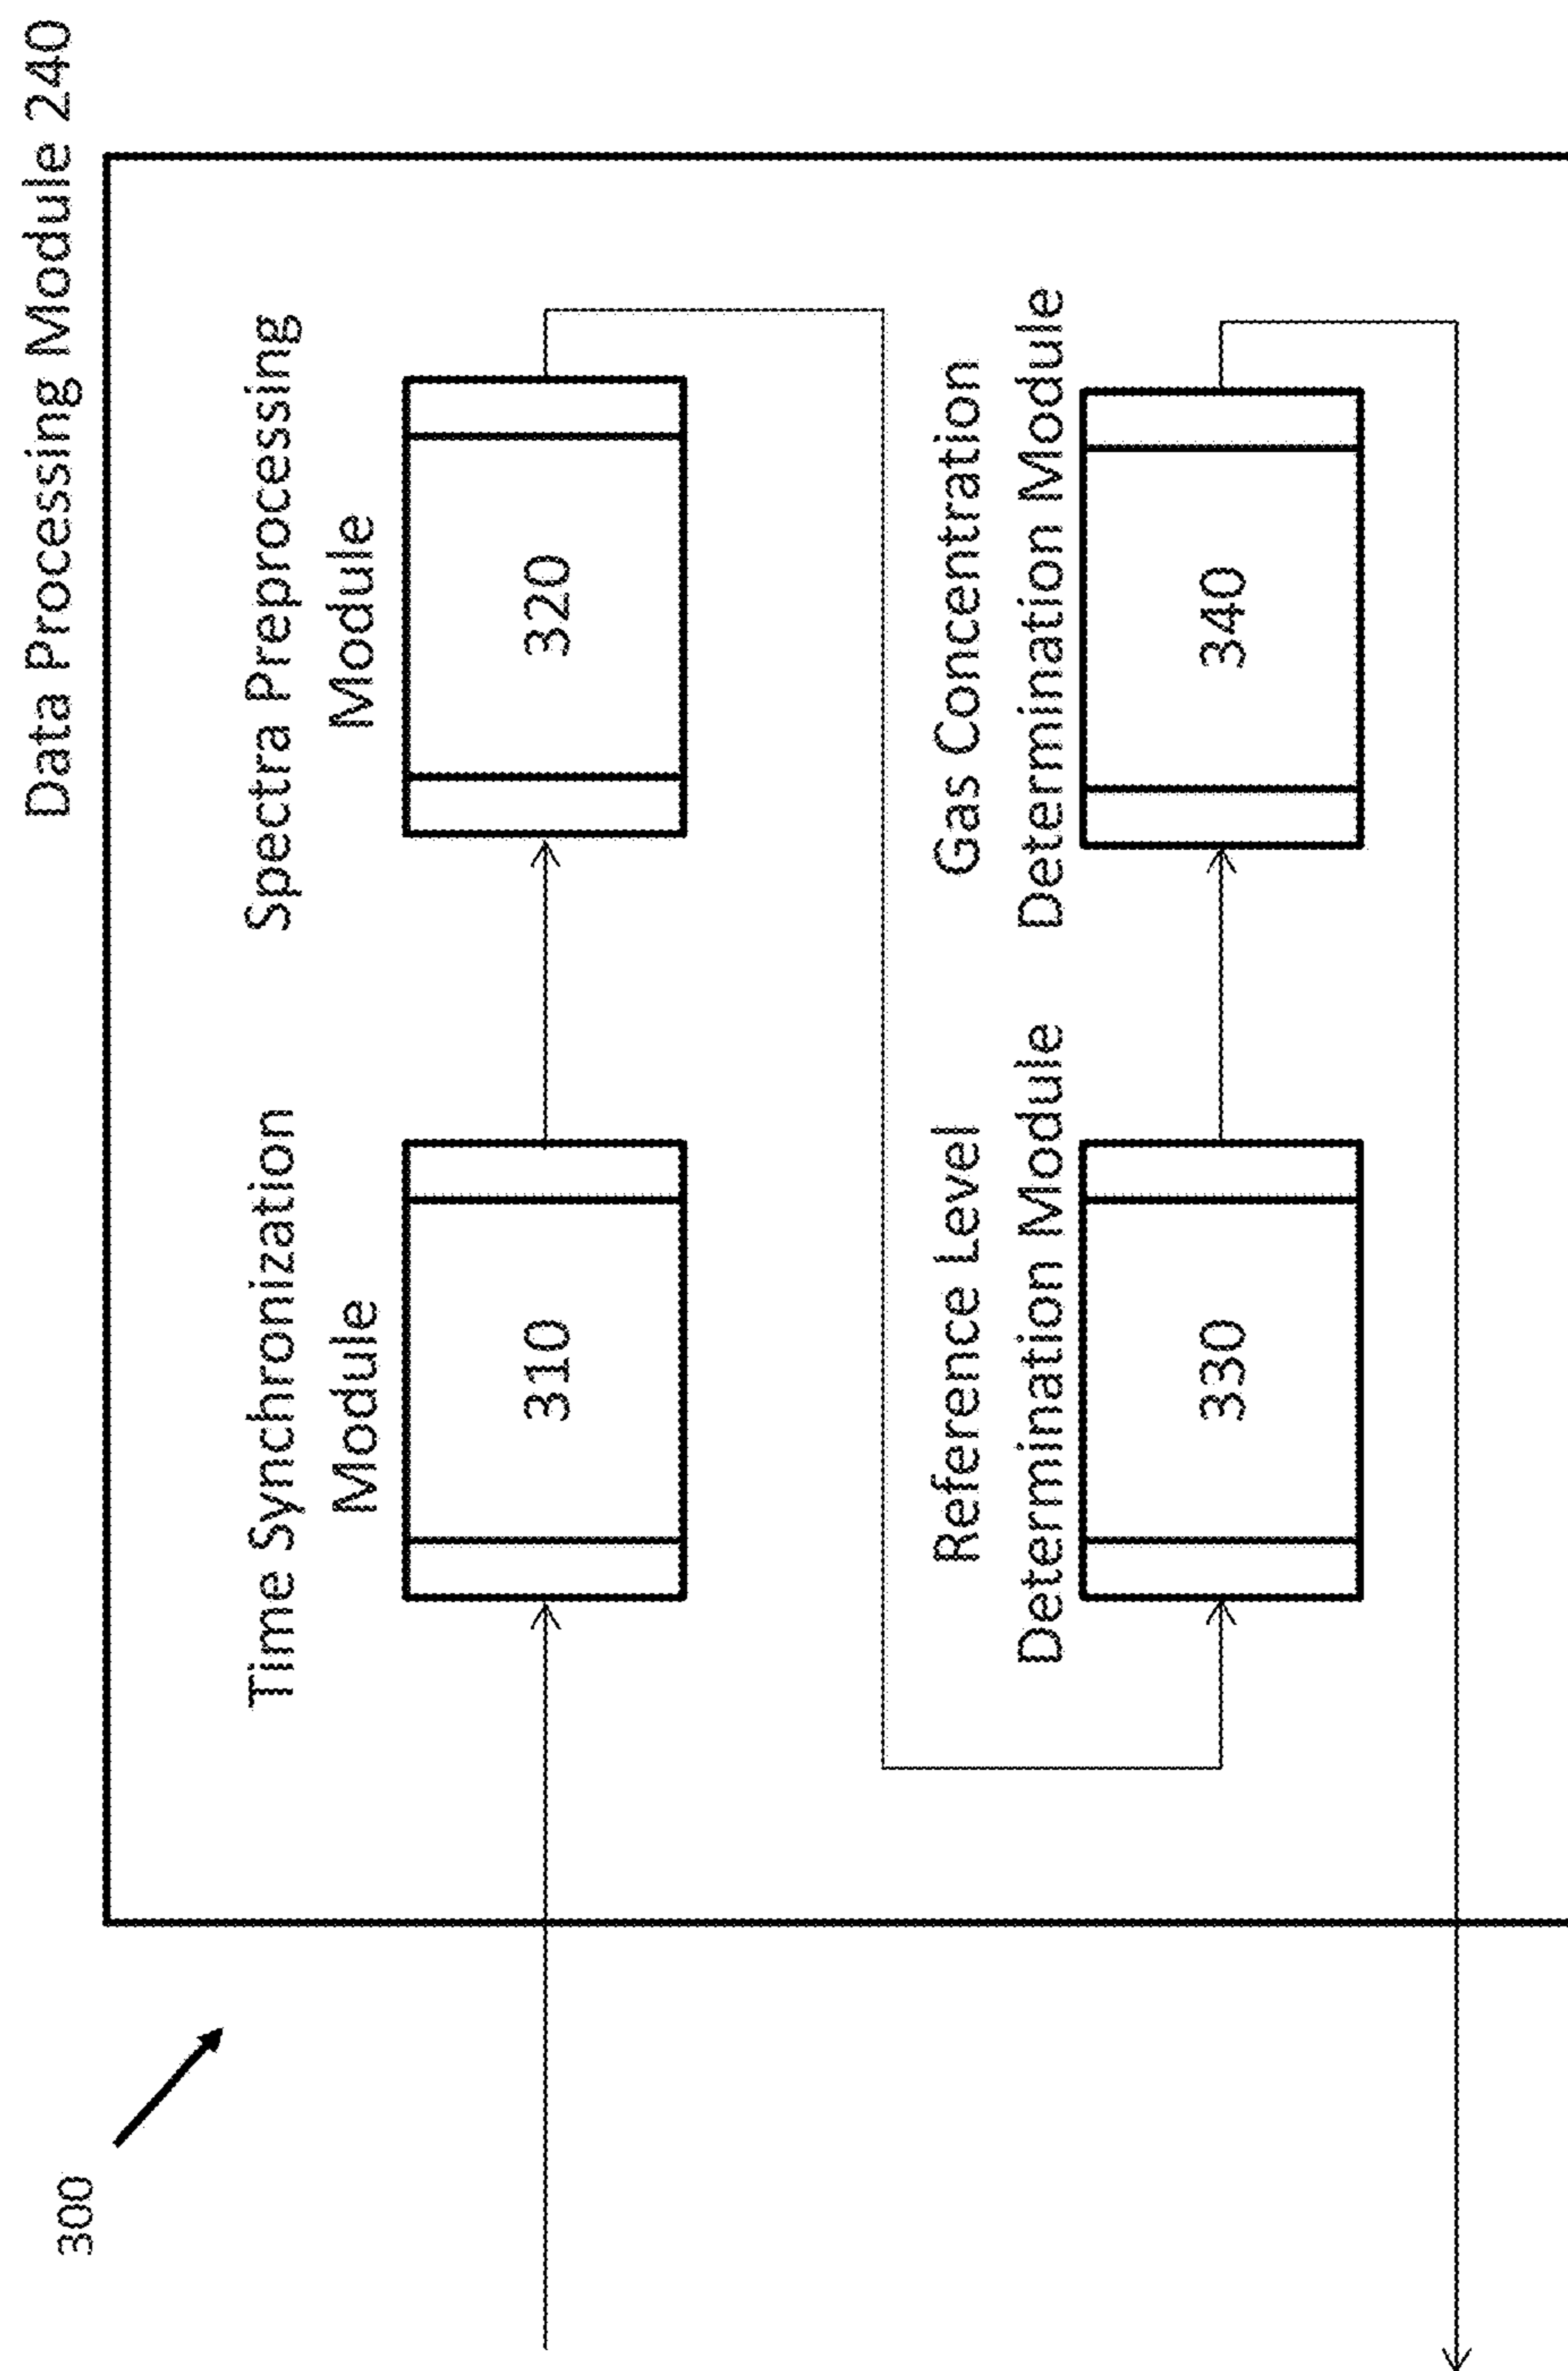 Data Processing Module 240
300
Time Synchronization
Module
310
Spectra Preprocessing
Module
320
Reference Level
Determination Module
330
Gas Concentration
Determination Module
340